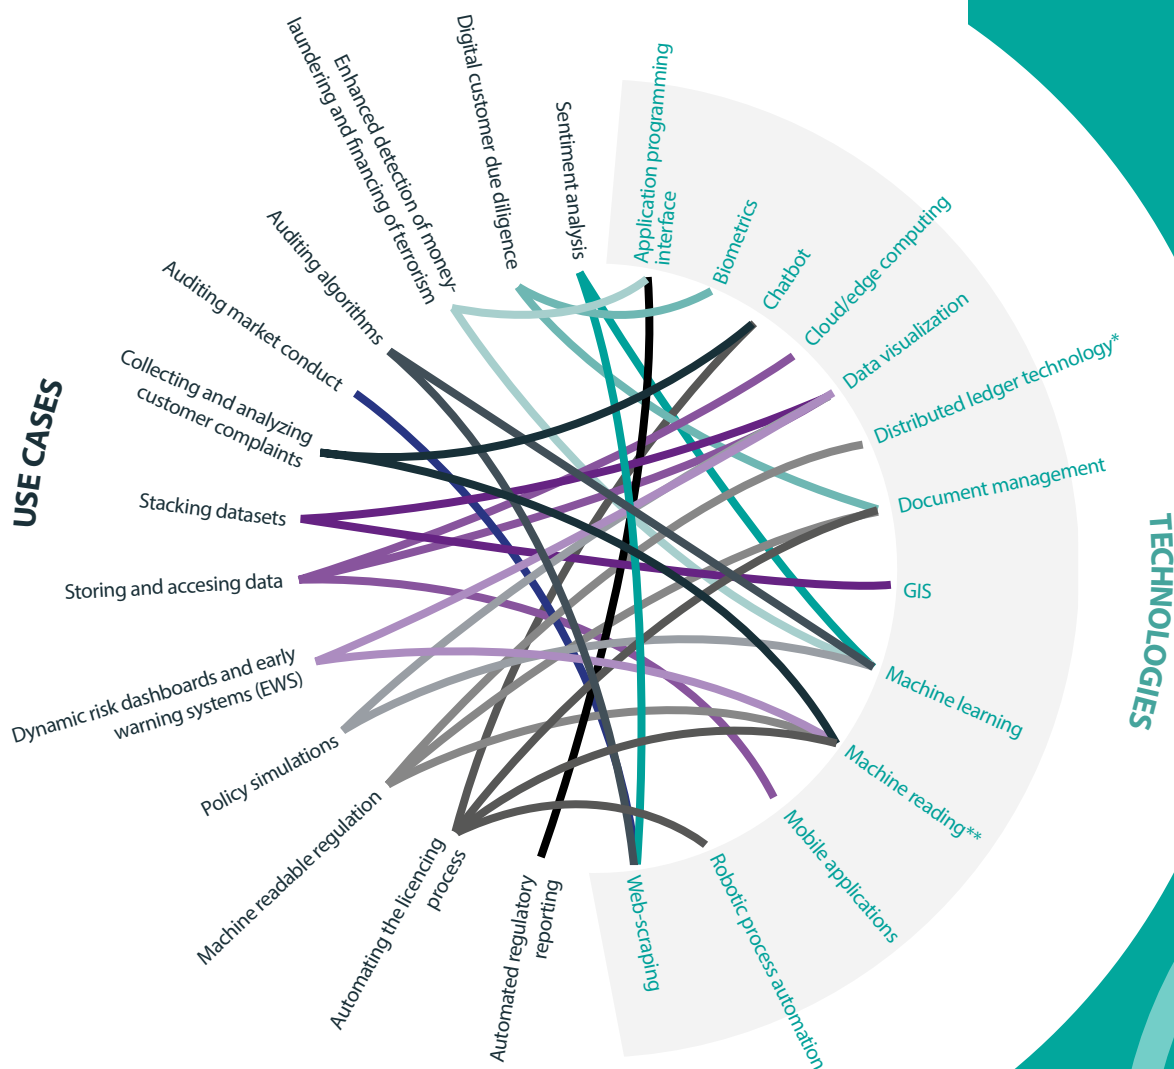 USE CASES
Sentiment analysis
Digital customer due diligence
Enhanced detection of money-
laundering and financing of terrorism
Auditing algorithms
Auditing market conduct
Collecting and analyzing
customer complaints
Stacking datasets
Storing and accesing data
Dynamic risk dashboards and early
warning systems (EWS)
Policy simulations
Machine readable regulation
Automating the licencing
process
Automated regulatory
reporting
TECHNOLOGIES
Application programming
interface
Biometrics
Chatbot
Cloud/edge computing
Data visualization
Distributed ledger technology*
Document management
GIS
Machine learning
Machine reading**
Mobile applications
Robotic process automation
Web-scraping